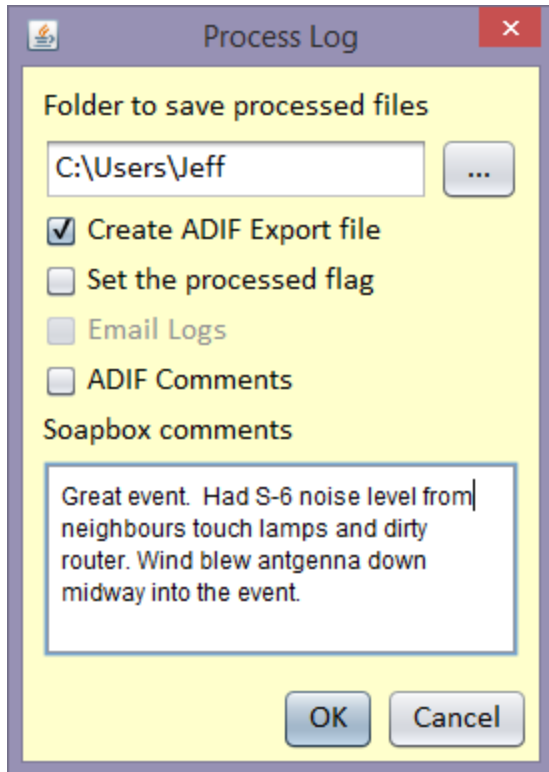 Process Log
Folder to save processed files
C:\Users\Jeff
...
Create ADIF Export file
Set the processed flag
Email Logs
ADIF Comments
Soapbox comments
Great event.  Had S-6 noise level from
neighbours touch lamps and dirty
router. Wind blew antgenna down
midway into the event.
OK Cancel